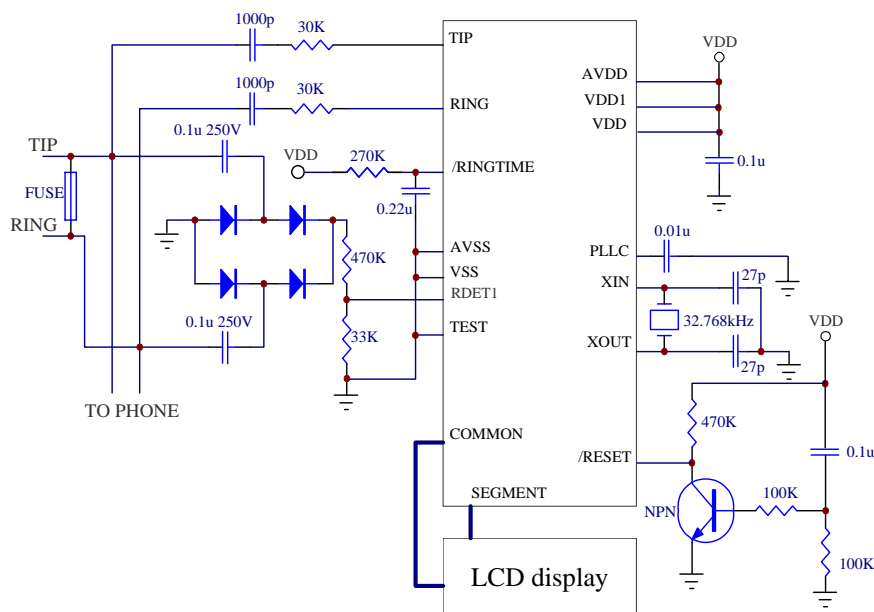 1000p
30K
TIP
VDD
AVDD
1000p
30K
RING
VDD1
VDD
0.1u 250V
TIP
VDD
270K
/RINGTIME
0.1u
FUSE
0.22u
RING
0.01u
PLLC
AVSS
470K
VSS
27p
XIN
RDET1
0.1u 250V
32.768kHz
VDD
33K
TEST
XOUT
27p
TO PHONE
470K
COMMON
/RESET
0.1u
SEGMENT
100K
NPN
100K
LCD display